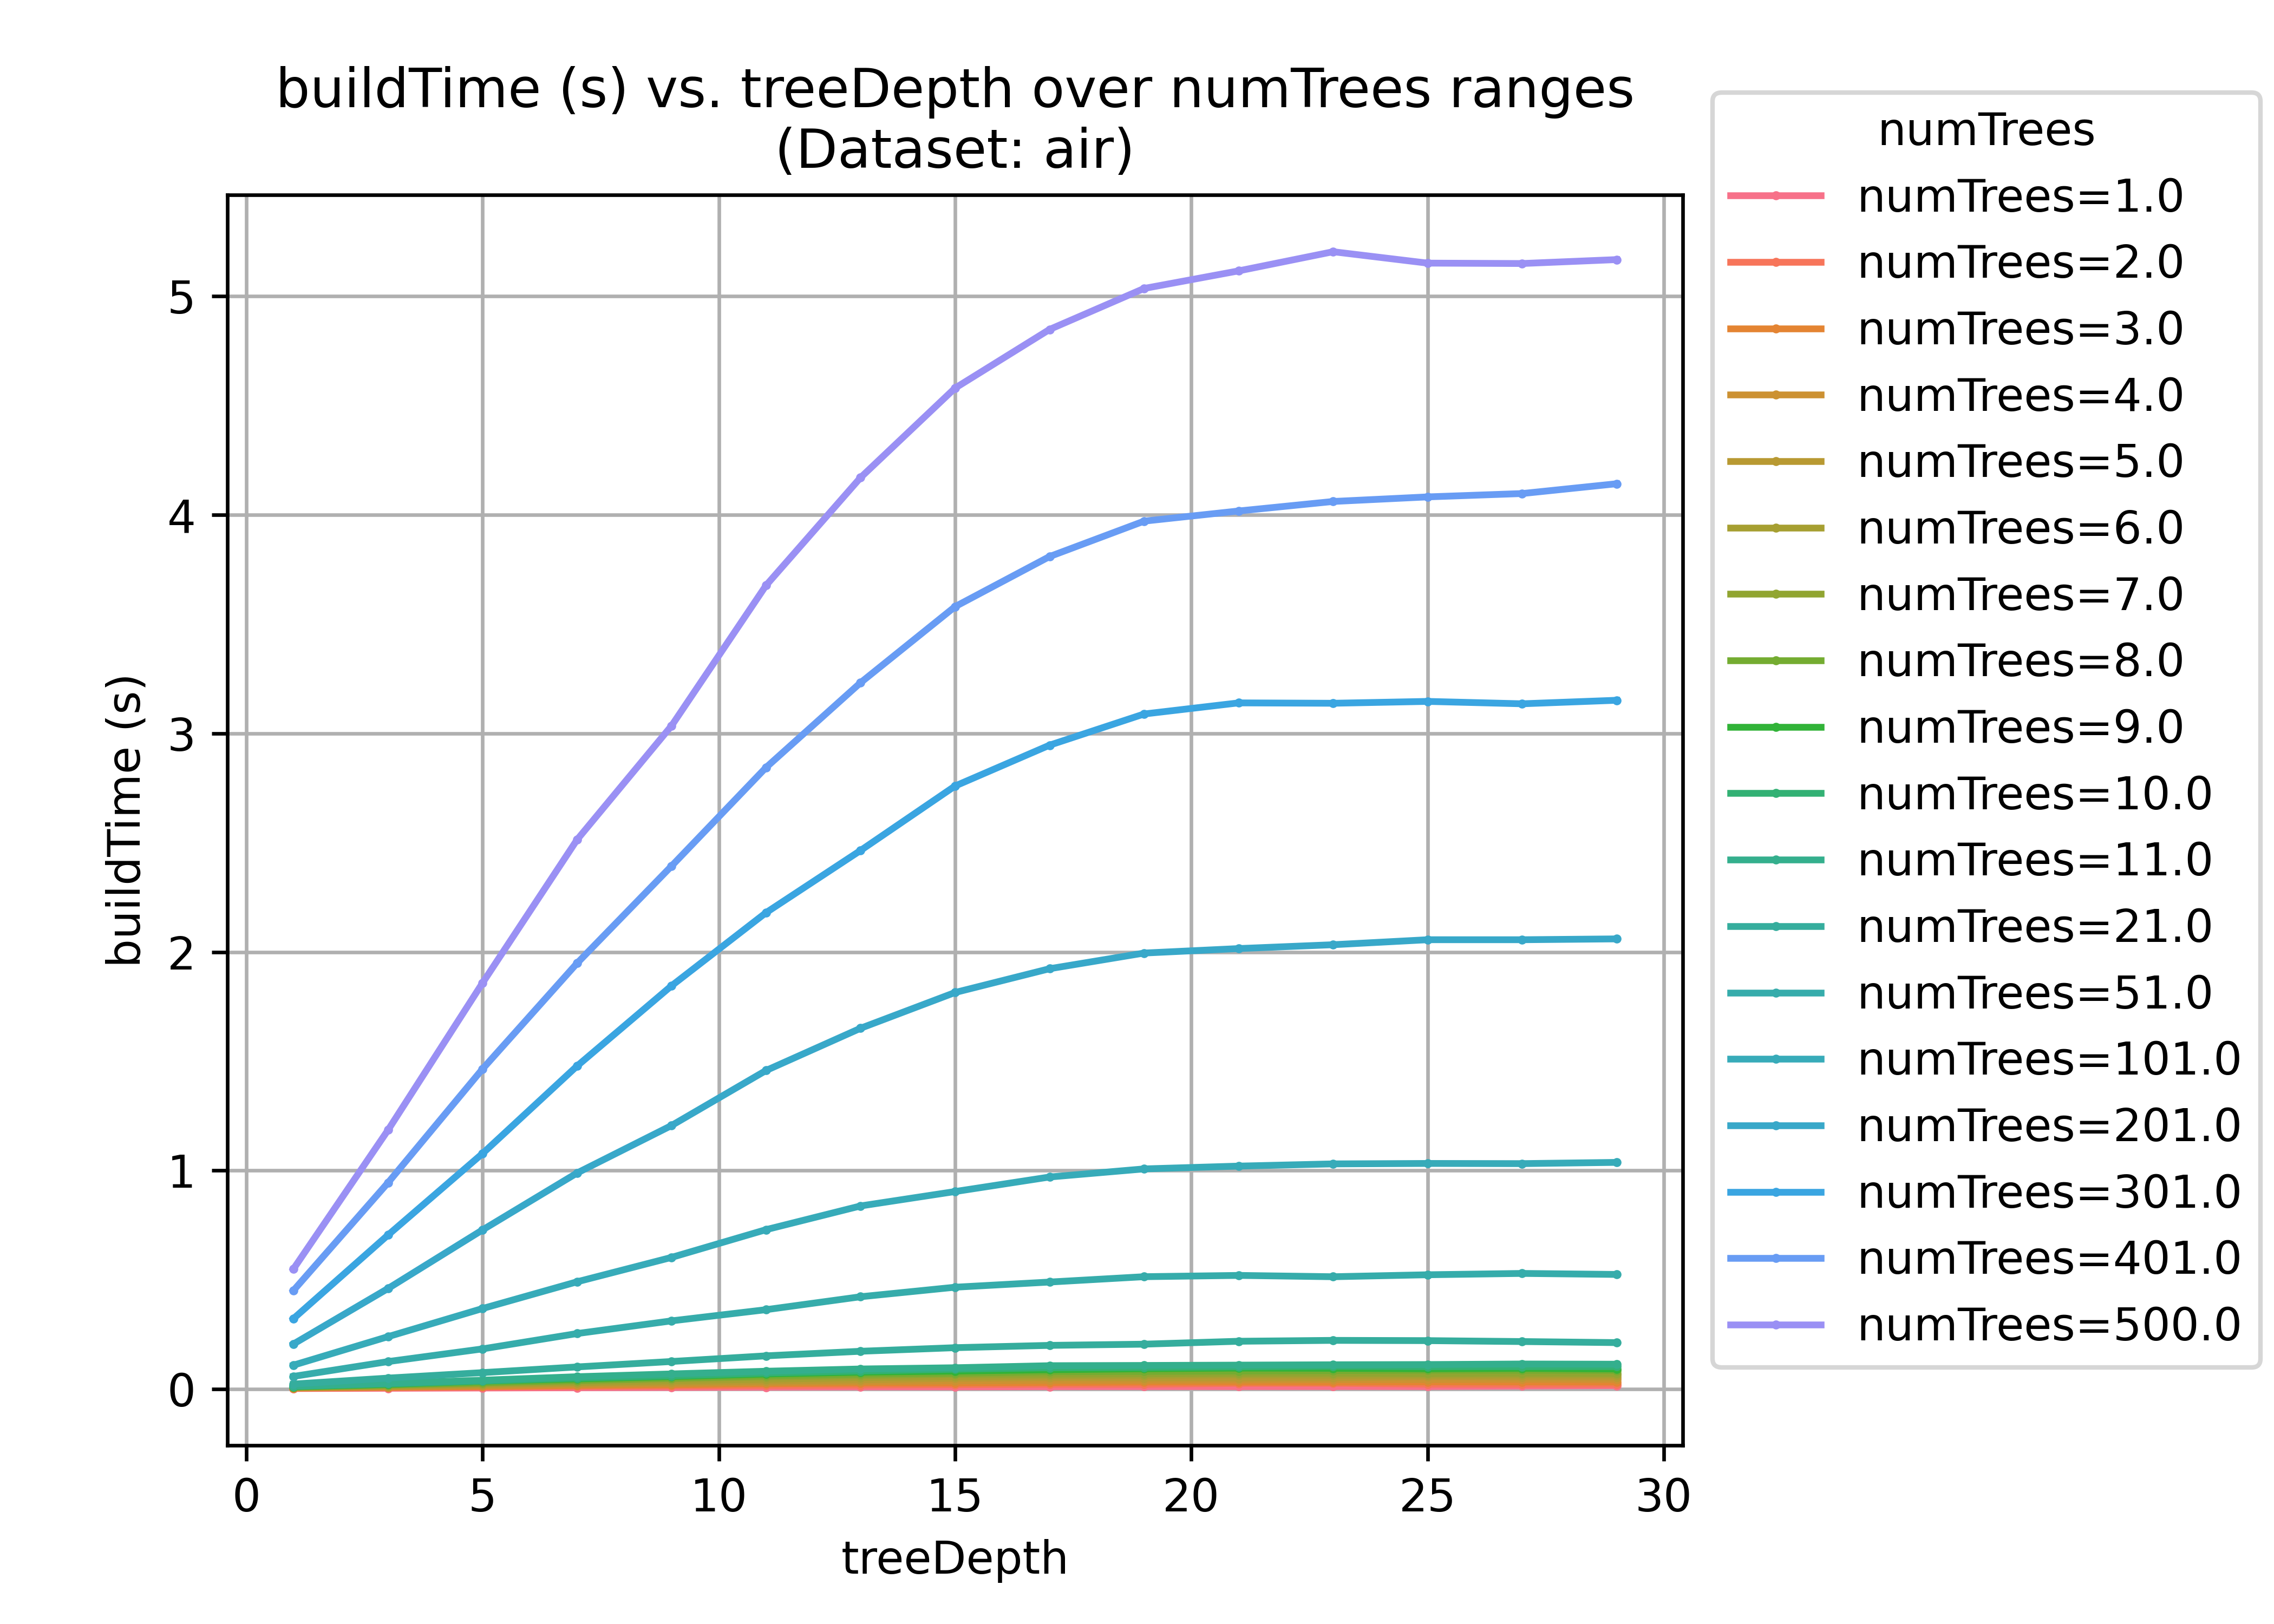 buildTime (s) vs. treeDepth over numTrees ranges
(Dataset: air)
buildTime (s)
5
4
3
2
1
0
0 5 10 15 20 25 30
treeDepth
numTrees
numTrees=1.0
numTrees=2.0
numTrees=3.0
numTrees=4.0
numTrees=5.0
numTrees=6.0
numTrees=7.0
numTrees=8.0
numTrees=9.0
numTrees=10.0
numTrees=11.0
numTrees=21.0
numTrees=51.0
numTrees=101.0
numTrees=201.0
numTrees=301.0
numTrees=401.0
numTrees=500.0